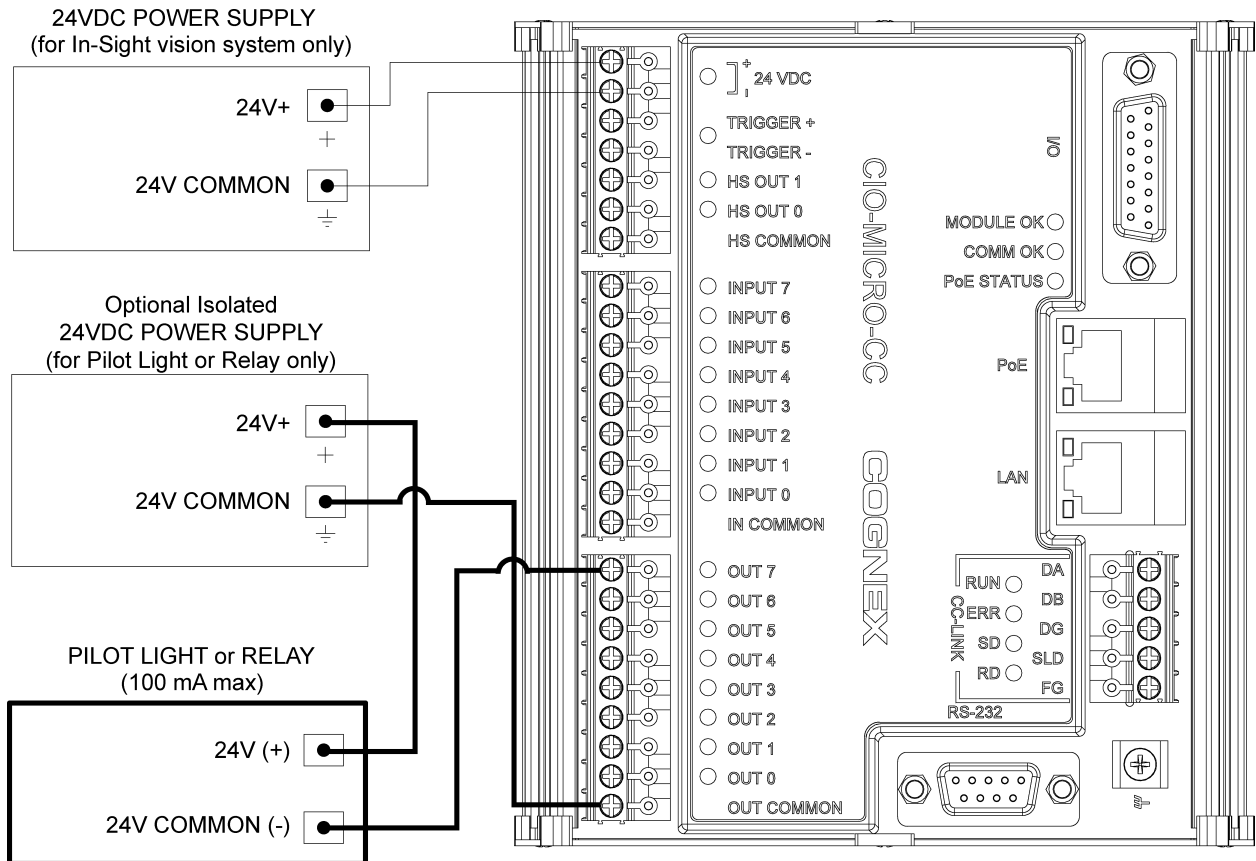 24VDC POWER SUPPLY
(for In-Sight vision system only)
24V+
+
24V COMMON
Optional Isolated
24VDC POWER SUPPLY
(for Pilot Light or Relay only)
24V+
+
24V COMMON
PILOT LIGHT or RELAY
(100 mA max)
24V (+)
24V COMMON (-)
+
-
24 VDC
TRIGGER +
TRIGGER -
HS OUT 1
HS OUT 0
HS COMMON
INPUT 7
INPUT 6
INPUT 5
INPUT 4
INPUT 3
INPUT 2
INPUT 1
INPUT 0
IN COMMON
OUT 7
OUT 6
OUT 5
OUT 4
OUT 3
OUT 2
OUT 1
OUT 0
OUT COMMON
CIO-MICRO-CC
COGNEX
I/O
MODULE OK
COMM OK
PoE STATUS
PoE
LAN
CC-LINK
RUN
ERR
SD
RD
DA
DB
DG
SLD
FG
RS-232